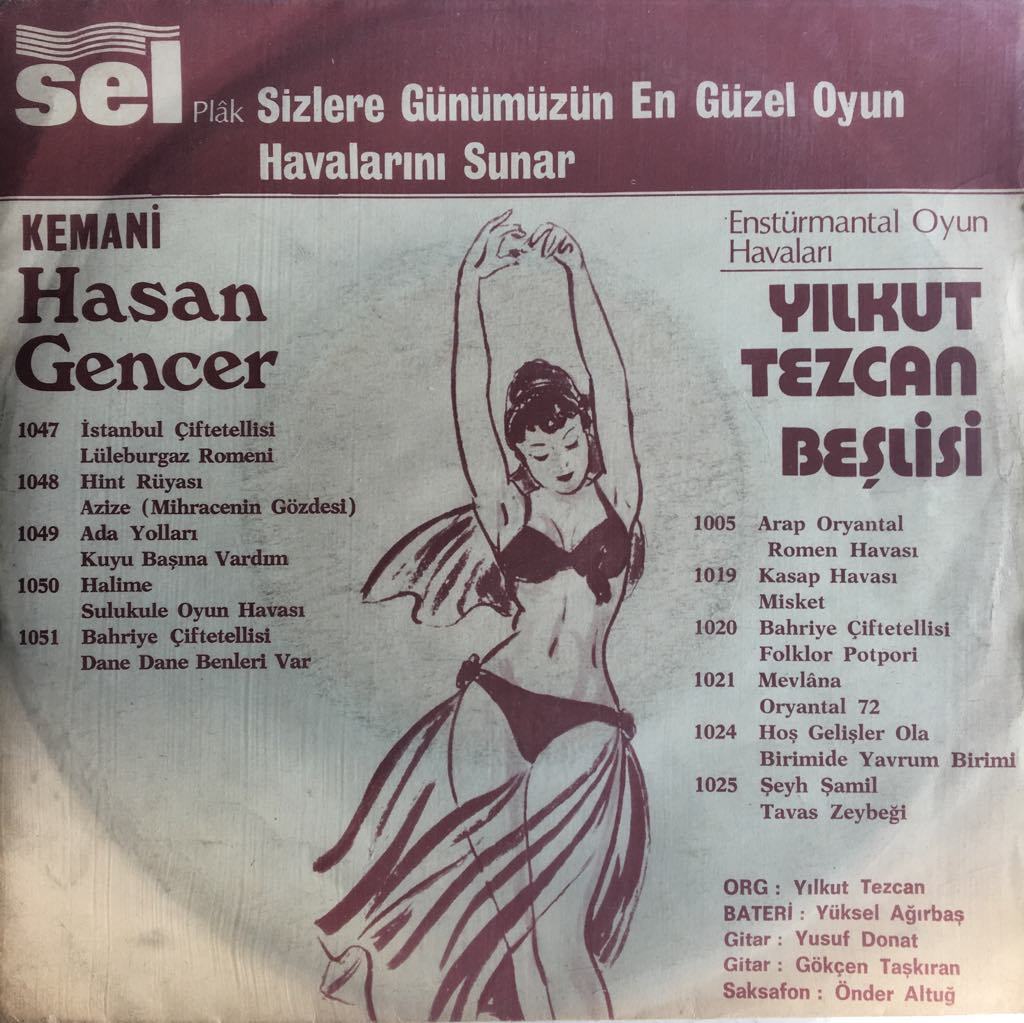 sel Plâk Sizlere Günümüzün En Güzel Oyun
Havalarını Sunar
KEMANİ
Hasan
Gencer
1047 İstanbul Çiftetellisi
Lüleburgaz Romeni
1048 Hint Rüyası
Azize (Mihracenin Gözdesi)
1049 Ada Yolları
Kuyu Başına Vardım
1050 Halime
Sulukule Oyun Havası
1051 Bahriye Çiftetellisi
Dane Dane Benleri Var
Enstürmantal Oyun
Havaları
YILKUT
TEZCAN
BEŞLİSİ
1005 Arap Oryantal
Romen Havası
1019 Kasap Havası
Misket
1020 Bahriye Çiftetellisi
Folklor Potpori
1021 Mevlâna
Oryantal 72
1024 Hoş Gelişler Ola
Birimide Yavrum Birimi
1025 Şeyh Şamil
Tavas Zeybeği
ORG : Yılkut Tezcan
BATERİ : Yüksel Ağırbaş
Gitar : Yusuf Donat
Gitar : Gökçen Taşkıran
Saksafon : Önder Altuğ